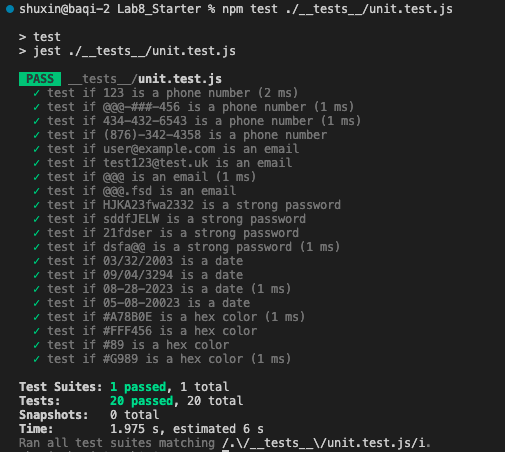 shuxin@baqi-2 Lab8_Starter % npm test ./__tests__/unit.test.js
> test
> jest ./__tests__/unit.test.js
PASS __tests__/unit.test.js
✓ test if 123 is a phone number (2 ms)
✓ test if @@@-###-456 is a phone number (1 ms)
✓ test if 434-432-6543 is a phone number (1 ms)
✓ test if (876)-342-4358 is a phone number
✓ test if user@example.com is an email
✓ test if test123@test.uk is an email
✓ test if @@@ is an email (1 ms)
✓ test if @@@.fsd is an email
✓ test if HJKA23fwa2332 is a strong password
✓ test if sddfJELW is a strong password
✓ test if 21fdser is a strong password
✓ test if dsfa@@ is a strong password (1 ms)
✓ test if 03/32/2003 is a date
✓ test if 09/04/3294 is a date
✓ test if 08-28-2023 is a date (1 ms)
✓ test if 05-08-20023 is a date
✓ test if #A78B0E is a hex color (1 ms)
✓ test if #FFF456 is a hex color
✓ test if #89 is a hex color
✓ test if #G989 is a hex color (1 ms)
Test Suites: 1 passed, 1 total
Tests: 20 passed, 20 total
Snapshots: 0 total
Time: 1.975 s, estimated 6 s
Ran all test suites matching /.\/__tests__\/unit.test.js/i.